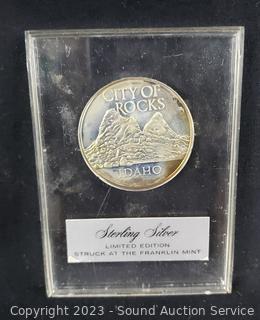 CITY OF
ROCKS
IDAHO
Sterling Silver
LIMITED EDITION
STRUCK AT THE FRANKLIN MINT
Copyright 2023 - Sound Auction Service